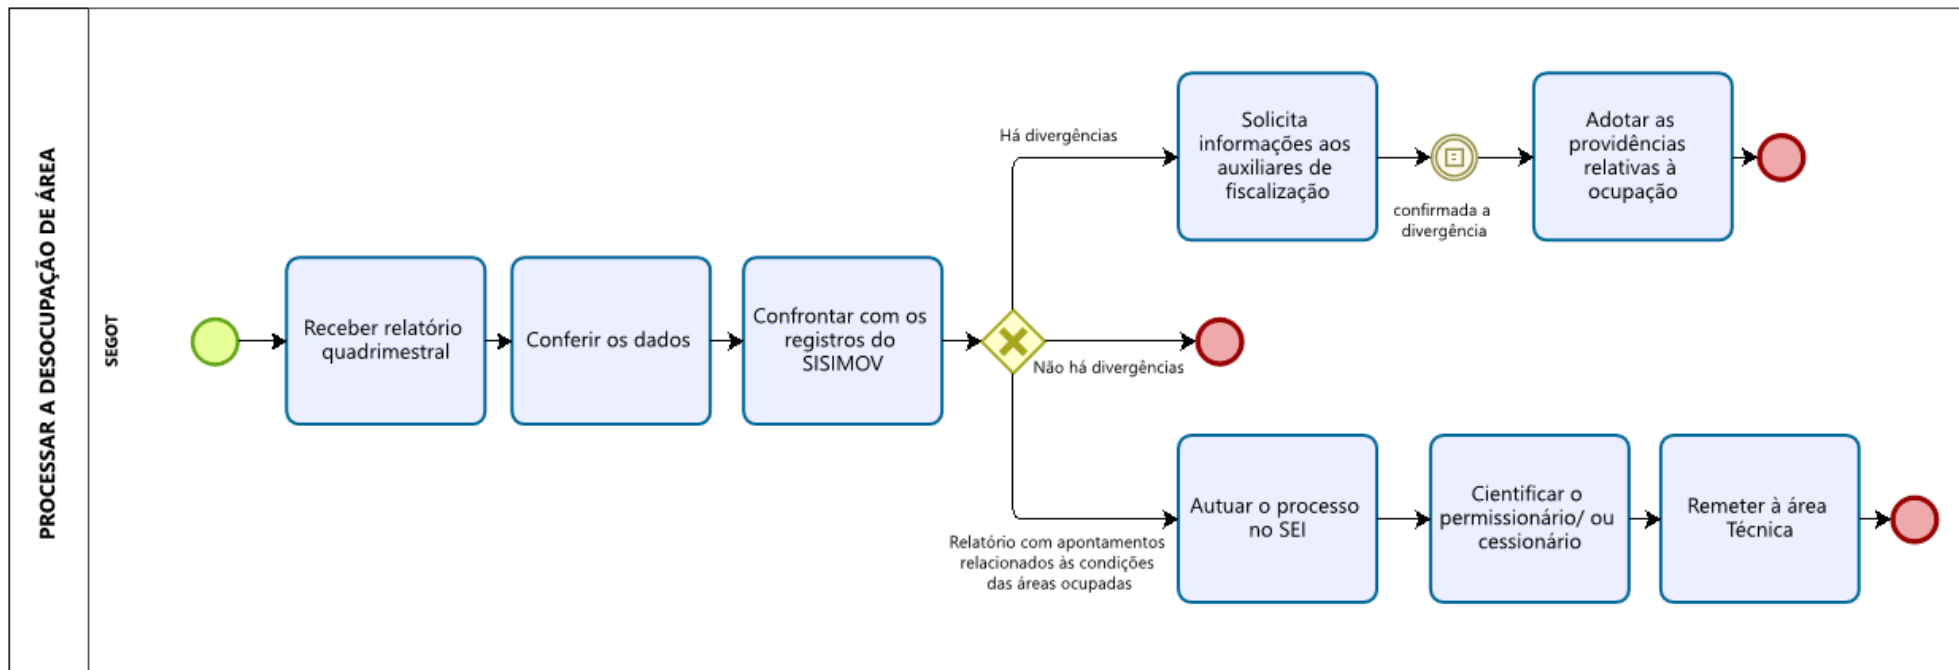 PROCESSAR A DESOCUPAÇÃO DE ÁREA
SEGOT
Receber relatório
quadrimestral
Conferir os dados
Confrontar com os
registros do
SISIMOV
Há divergências
Solicita
informações aos
auxiliares de
fiscalização
confirmada a
divergência
Adotar as
providências
relativas à
ocupação
Não há divergências
Relatório com apontamentos
relacionados às condições
das áreas ocupadas
Autuar o processo
no SEI
Cientificar o
permissionário/ ou
cessionário
Remeter à área
Técnica